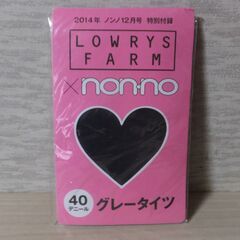 2014年 ノンノ12月号 特別付録
LOWRYS
FARM
×non・no
40
デニール
グレータイツ